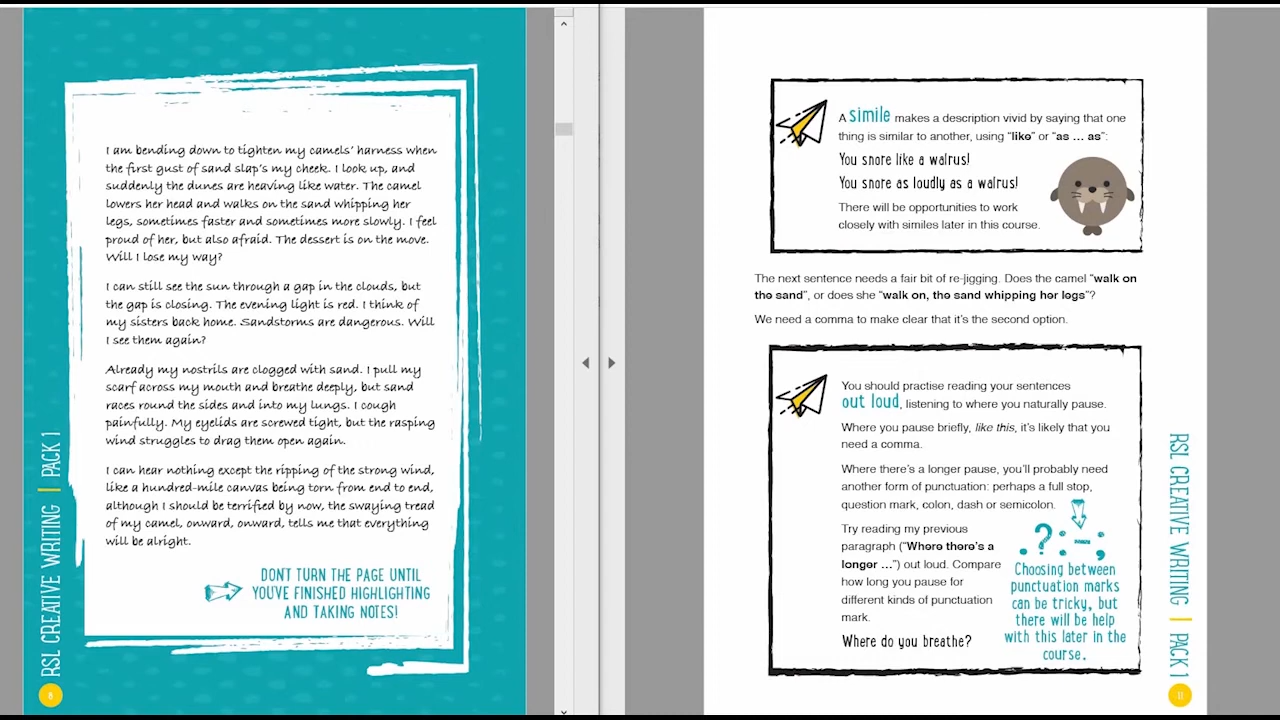 I am bending down to tighten my camels' harness when
the first gust of sand slap's my cheek. I look up, and
suddenly the dunes are heaving like water. The camel
lowers her head and walks on the sand whipping her
legs, sometimes faster and sometimes more slowly. I feel
proud of her, but also afraid. The dessert is on the move.
Will I lose my way?
I can still see the sun through a gap in the clouds, but
the gap is closing. The evening light is red. I think of
my sisters back home. Sandstorms are dangerous. Will
I see them again?
Already my nostrils are clogged with sand. I pull my
scarf across my mouth and breathe deeply, but sand
races round the sides and into my lungs. I cough
painfully. My eyelids are screwed tight, but the rasping
wind struggles to drag them open again.
I can hear nothing except the ripping of the strong wind,
like a hundred-mile canvas being torn from end to end,
although I should be terrified by now, the swaying tread
of my camel, onward, onward, tells me that everything
will be alright.
DON'T TURN THE PAGE UNTIL
YOU'VE FINISHED HIGHLIGHTING
AND TAKING NOTES!
RSL CREATIVE WRITING | PACK 1
8
A simile makes a description vivid by saying that one
thing is similar to another, using "like" or "as ... as":
You snore like a walrus!
You snore as loudly as a walrus!
There will be opportunities to work
closely with similes later in this course.
The next sentence needs a fair bit of re-jigging. Does the camel "walk on
the sand", or does she "walk on, the sand whipping her legs"?
We need a comma to make clear that it's the second option.
You should practise reading your sentences
out loud, listening to where you naturally pause.
Where you pause briefly, like this, it's likely that you
need a comma.
Where there's a longer pause, you'll probably need
another form of punctuation: perhaps a full stop,
question mark, colon, dash or semicolon.
Try reading my previous
paragraph ("Where there's a
longer ...") out loud. Compare
how long you pause for
different kinds of punctuation
mark.
Where do you breathe?
. ? : – ;
Choosing between
punctuation marks
can be tricky, but
there will be help
with this later in the
course.
RSL CREATIVE WRITING | PACK 1
11